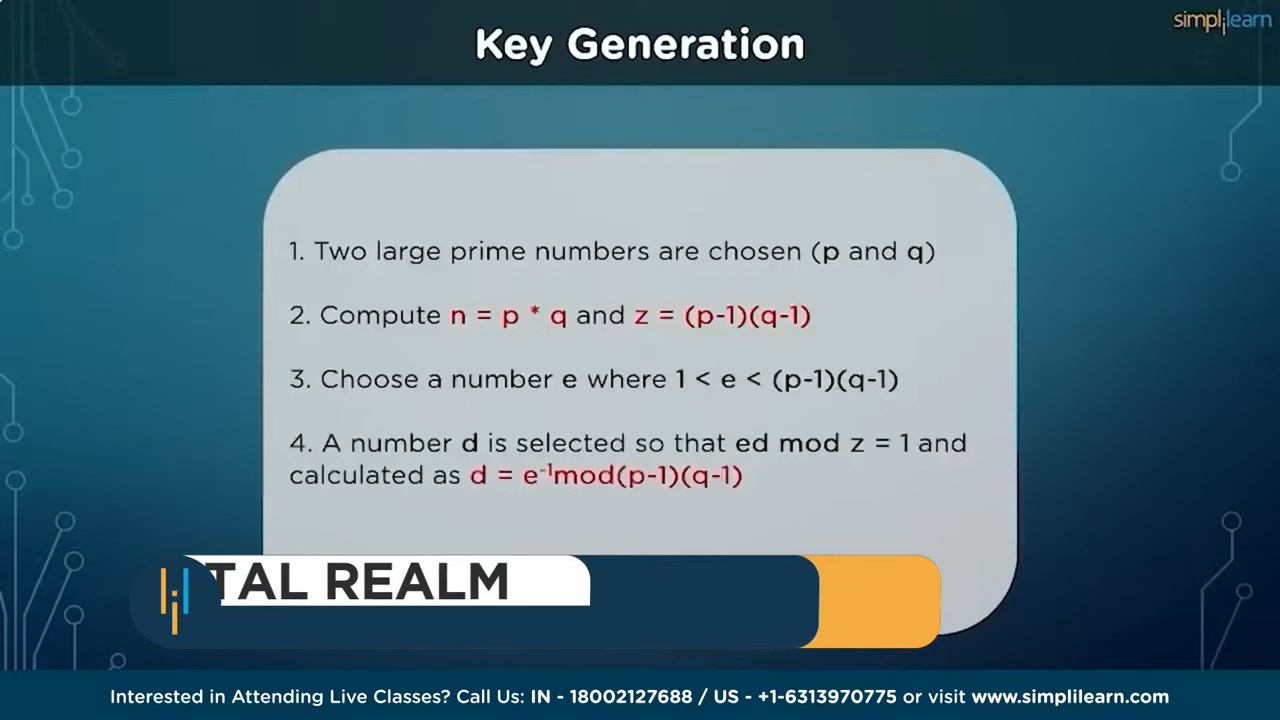 Key Generation
simplilearn
1. Two large prime numbers are chosen (p and q)
2. Compute n = p * q and z = (p-1)(q-1)
3. Choose a number e where 1 < e < (p-1)(q-1)
4. A number d is selected so that ed mod z = 1 and
calculated as d = e⁻¹mod(p-1)(q-1)
TAL REALM
Interested in Attending Live Classes? Call Us: IN - 18002127688 / US - +1-6313970775 or visit www.simplilearn.com